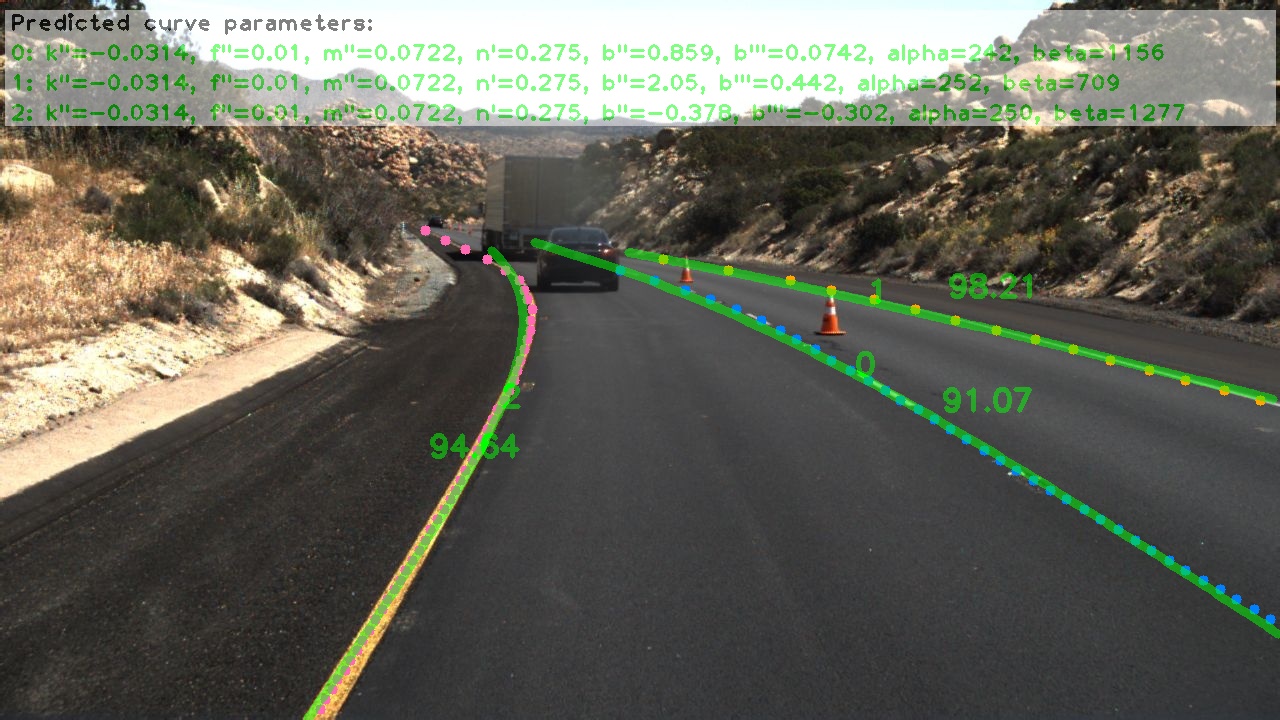 Predicted curve parameters:
0: k''=-0.0314, f''=0.01, m''=0.0722, n'=0.275, b''=0.859, b'''=0.0742, alpha=242, beta=1156
1: k''=-0.0314, f''=0.01, m''=0.0722, n'=0.275, b''=2.05, b'''=0.442, alpha=252, beta=709
2: k''=-0.0314, f''=0.01, m''=0.0722, n'=0.275, b''=-0.378, b'''=-0.302, alpha=250, beta=1277
1 98.21
0
91.07
2
94.64